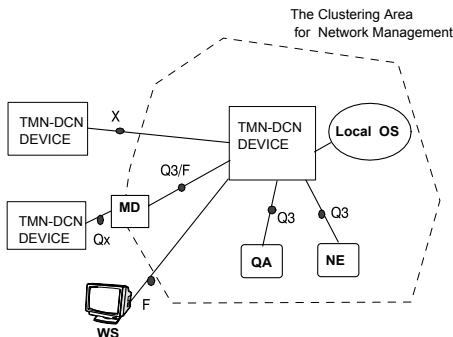 The Clustering Area
for Network Management
X
TMN-DCN
DEVICE
TMN-DCN
DEVICE
Local OS
Q3/F
MD
TMN-DCN
DEVICE
Qx
Q3
Q3
QA
NE
F
WS